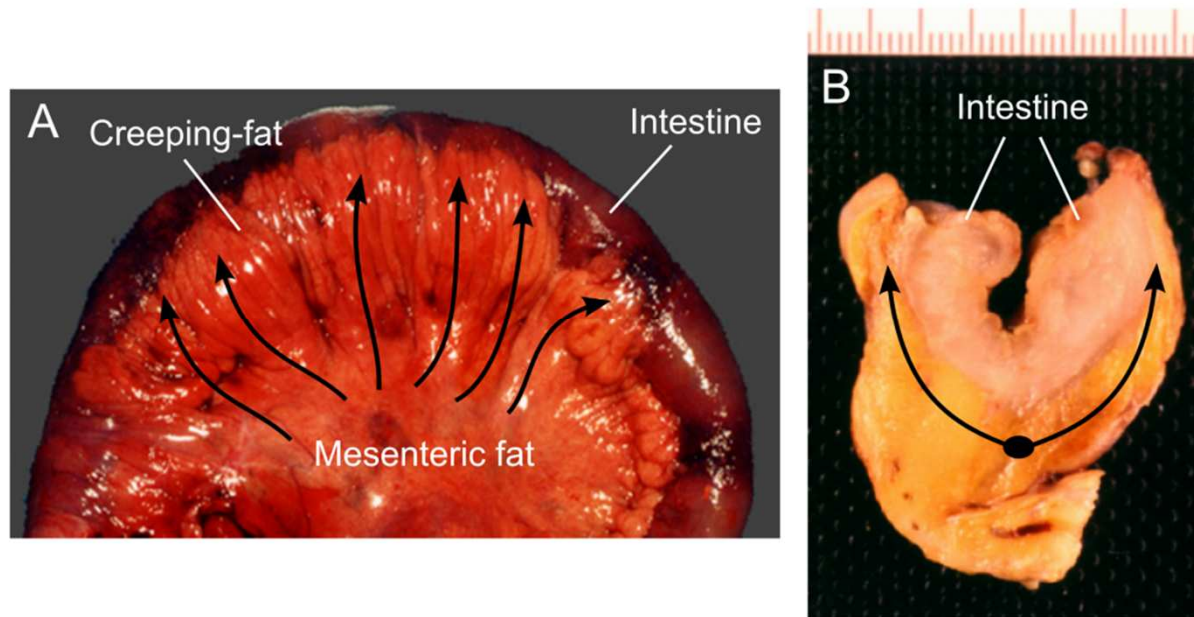 A
Creeping-fat
Intestine
Mesenteric fat
B
Intestine